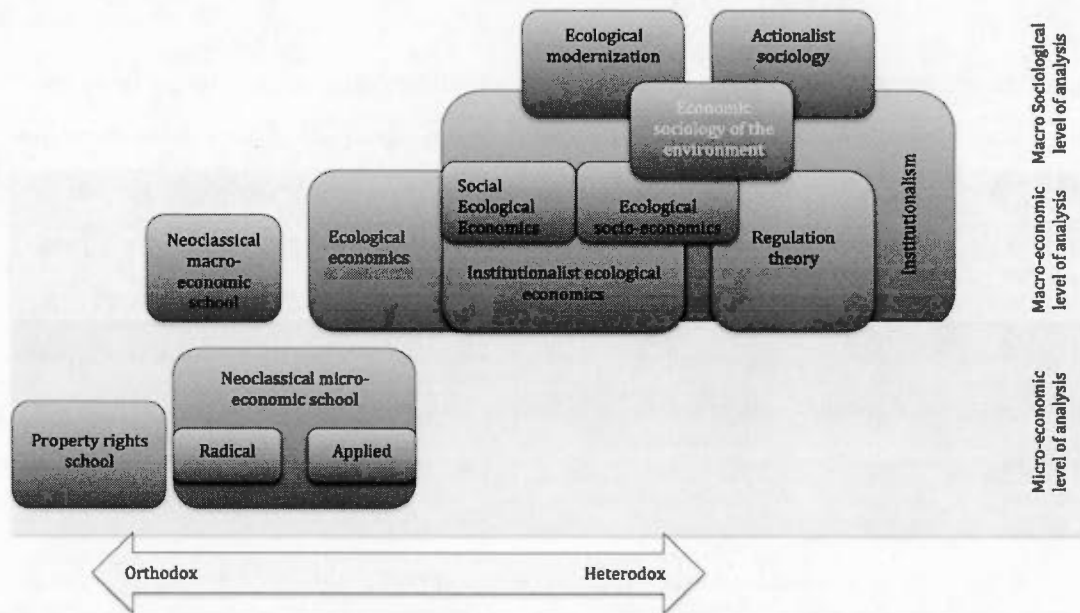 Ecological
modernization
Actionalist
sociology
Economic
sociology of the
environment
Macro Sociological
level of analysis
Social
Ecological
Economics
Ecological
socio-economics
Institutionalism
Neoclassical
macro-
economic
school
Ecological
economics
Institutionalist ecological
economics
Regulation
theory
Macro-economic
level of analysis
Neoclassical micro-
economic school
Radical
Applied
Property rights
school
Micro-economic
level of analysis
Orthodox
Heterodox